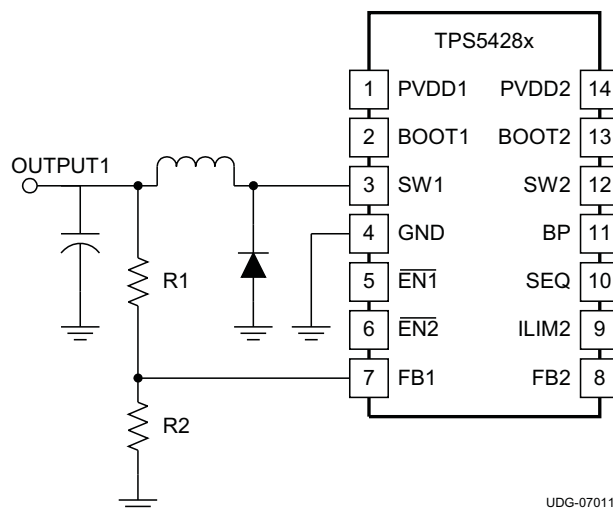 TPS5428x
1 PVDD1 PVDD2 14
2 BOOT1 BOOT2 13
OUTPUT1
3 SW1 SW2 12
4 GND BP 11
R1
5 EN1 SEQ 10
6 EN2 ILIM2 9
7 FB1 FB2 8
R2
UDG-07011